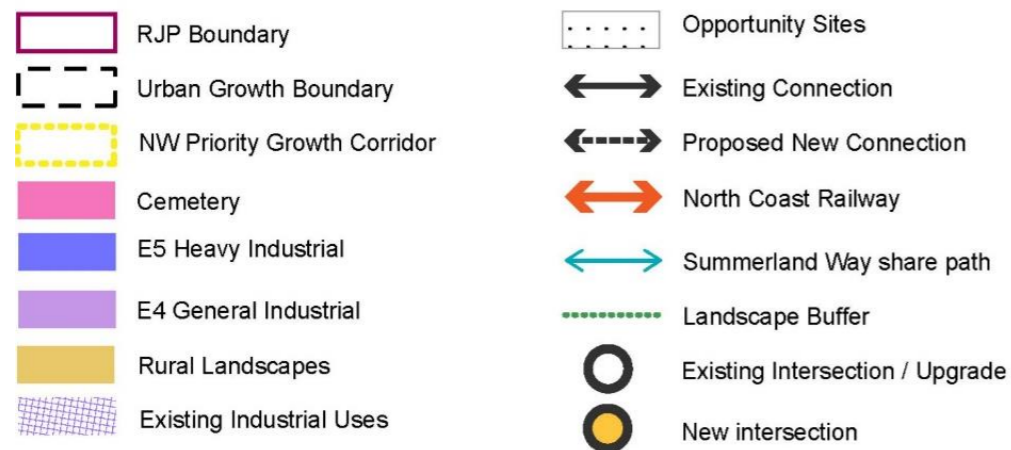 RJP Boundary
Urban Growth Boundary
NW Priority Growth Corridor
Cemetery
E5 Heavy Industrial
E4 General Industrial
Rural Landscapes
Existing Industrial Uses
Opportunity Sites
Existing Connection
Proposed New Connection
North Coast Railway
Summerland Way share path
Landscape Buffer
Existing Intersection / Upgrade
New intersection